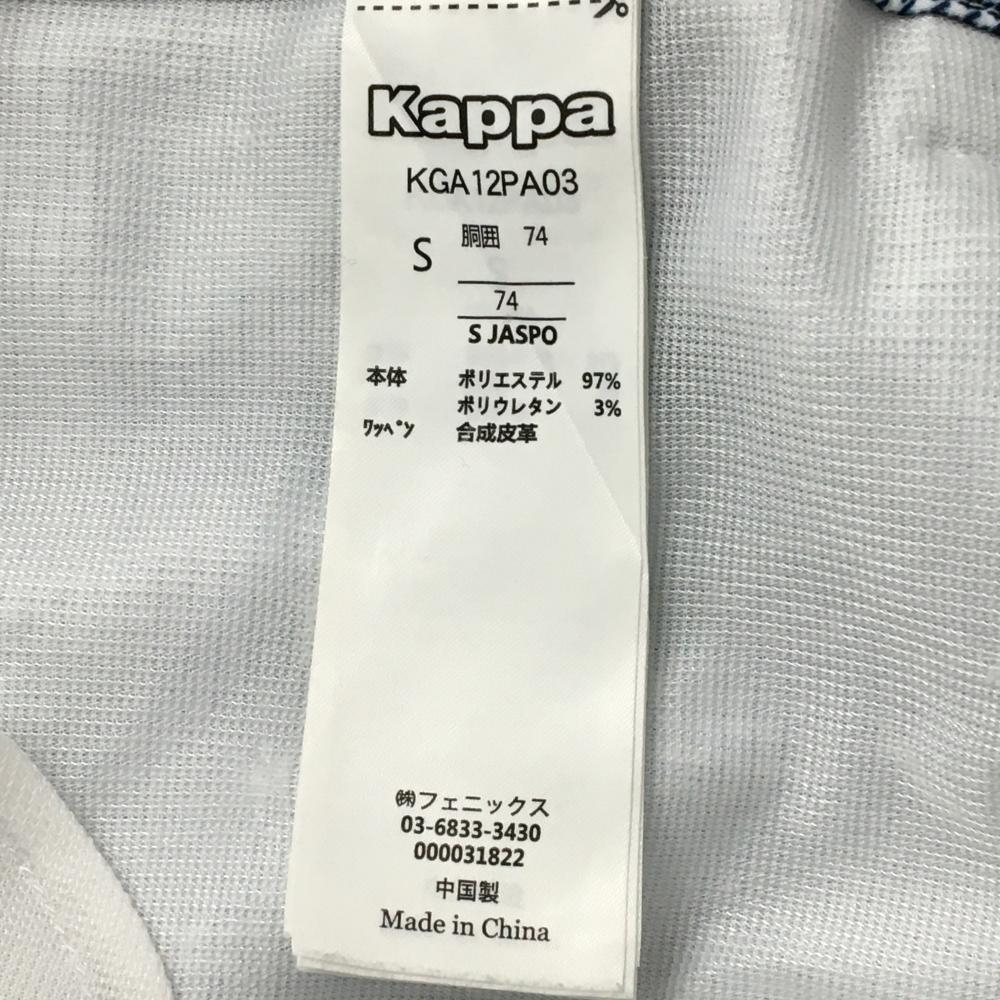 Kappa
KGA12PA03
S 胴囲 74
74
S JASPO
本体 ポリエステル 97%
ポリウレタン 3%
ﾜｯﾍﾟﾝ 合成皮革
㈱フェニックス
03-6833-3430
000031822
中国製
Made in China